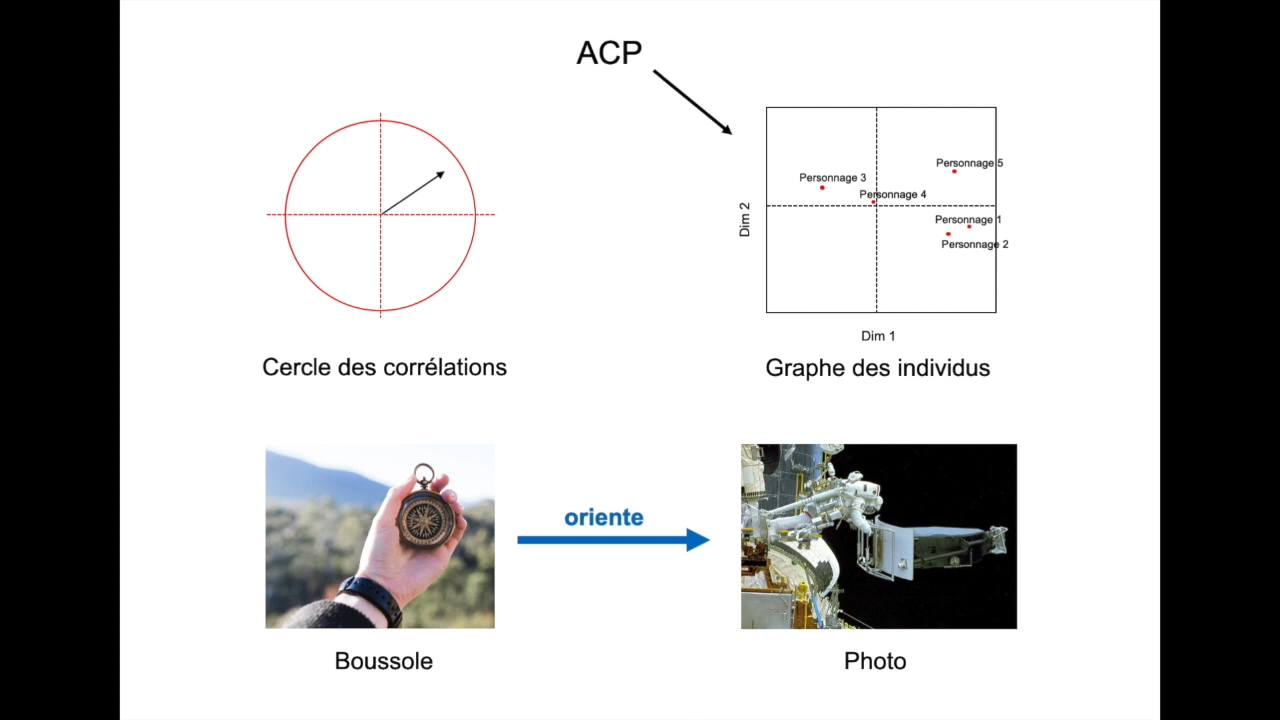 ACP
Personnage 5
Personnage 3
Personnage 4
Personnage 1
Personnage 2
Dim 2
Dim 1
Cercle des corrélations
Graphe des individus
oriente
Boussole
Photo